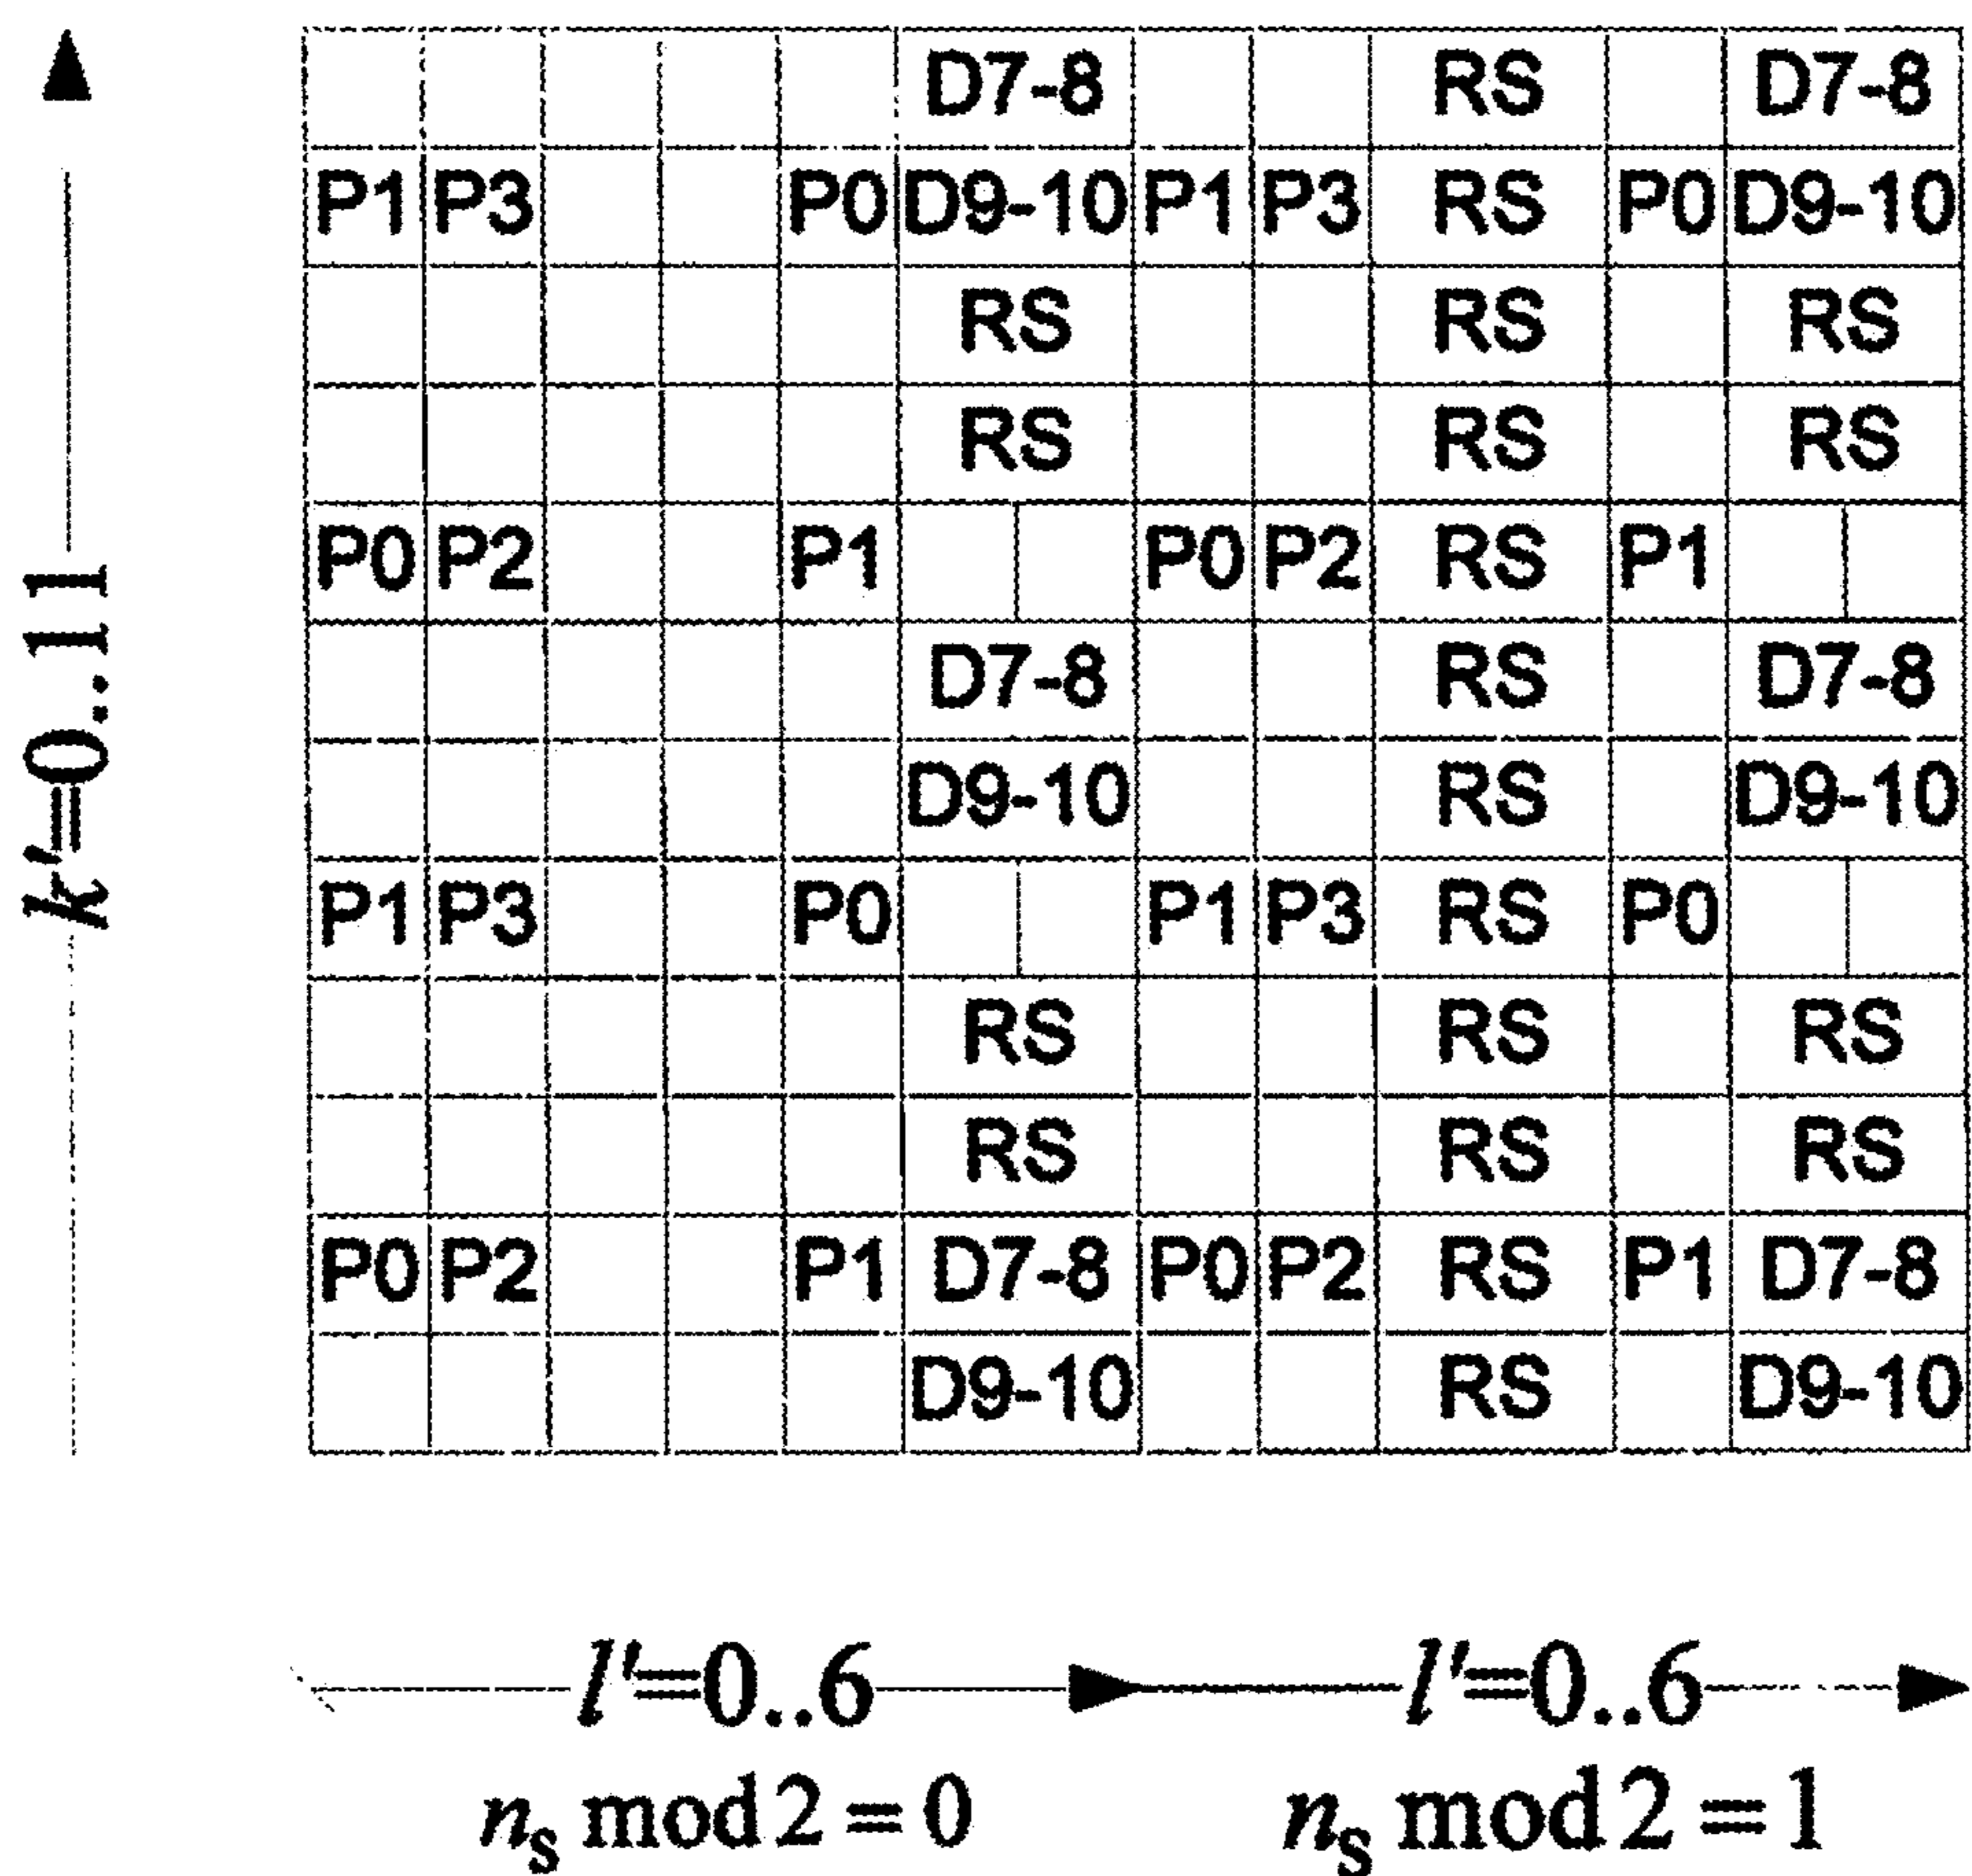 D7-8 RS D7-8
P1 P3 P0 D9-10 P1 P3 RS P0 D9-10
RS RS RS
RS RS RS
P0 P2 P1 P0 P2 RS P1
D7-8 RS D7-8
D9-10 RS D9-10
P1 P3 P0 P1 P3 RS P0
RS RS RS
RS RS RS
P0 P2 P1 D7-8 P0 P2 RS P1 D7-8
D9-10 RS D9-10
k'=0..11
l'=0..6 l'=0..6
nₛ mod 2 = 0 nₛ mod 2 = 1